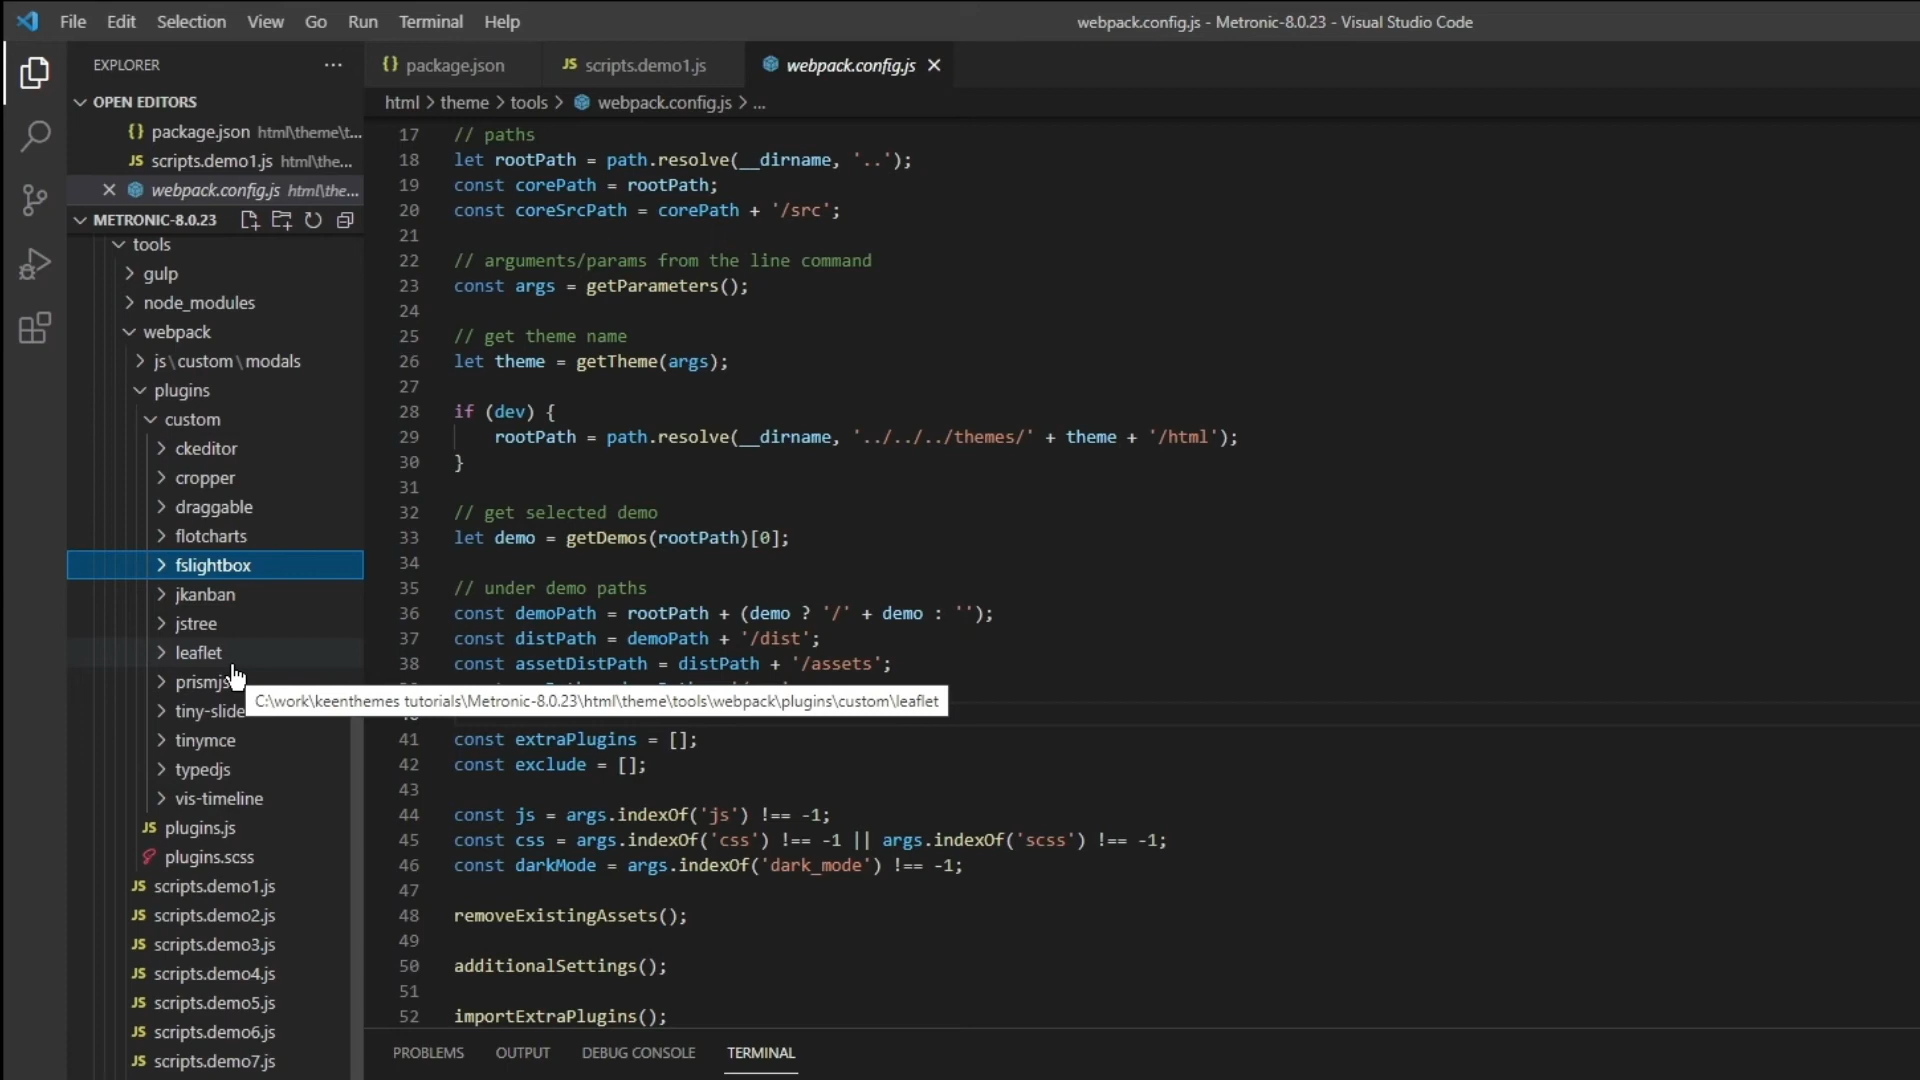 File Edit Selection View Go Run Terminal Help
webpack.config.js - Metronic-8.0.23 - Visual Studio Code
EXPLORER
OPEN EDITORS
package.json html\theme\t...
scripts.demo1.js html\the...
webpack.config.js html\the...
METRONIC-8.0.23
tools
gulp
node_modules
webpack
js\custom\modals
plugins
custom
ckeditor
cropper
draggable
flotcharts
fslightbox
jkanban
jstree
leaflet
prismjs
tiny-slide
tinymce
typedjs
vis-timeline
JS plugins.js
plugins.scss
JS scripts.demo1.js
JS scripts.demo2.js
JS scripts.demo3.js
JS scripts.demo4.js
JS scripts.demo5.js
JS scripts.demo6.js
JS scripts.demo7.js
{} package.json
JS scripts.demo1.js
webpack.config.js
html > theme > tools > webpack.config.js > ...
17 // paths
18 let rootPath = path.resolve(__dirname, '..');
19 const corePath = rootPath;
20 const coreSrcPath = corePath + '/src';
21
22 // arguments/params from the line command
23 const args = getParameters();
24
25 // get theme name
26 let theme = getTheme(args);
27
28 if (dev) {
29 rootPath = path.resolve(__dirname, '../../../themes/' + theme + '/html');
30 }
31
32 // get selected demo
33 let demo = getDemos(rootPath)[0];
34
35 // under demo paths
36 const demoPath = rootPath + (demo ? '/' + demo : '');
37 const distPath = demoPath + '/dist';
38 const assetDistPath = distPath + '/assets';
C:\work\keenthemes tutorials\Metronic-8.0.23\html\theme\tools\webpack\plugins\custom\leaflet
41 const extraPlugins = [];
42 const exclude = [];
43
44 const js = args.indexOf('js') !== -1;
45 const css = args.indexOf('css') !== -1 || args.indexOf('scss') !== -1;
46 const darkMode = args.indexOf('dark_mode') !== -1;
47
48 removeExistingAssets();
49
50 additionalSettings();
51
52 importExtraPlugins();
PROBLEMS OUTPUT DEBUG CONSOLE TERMINAL